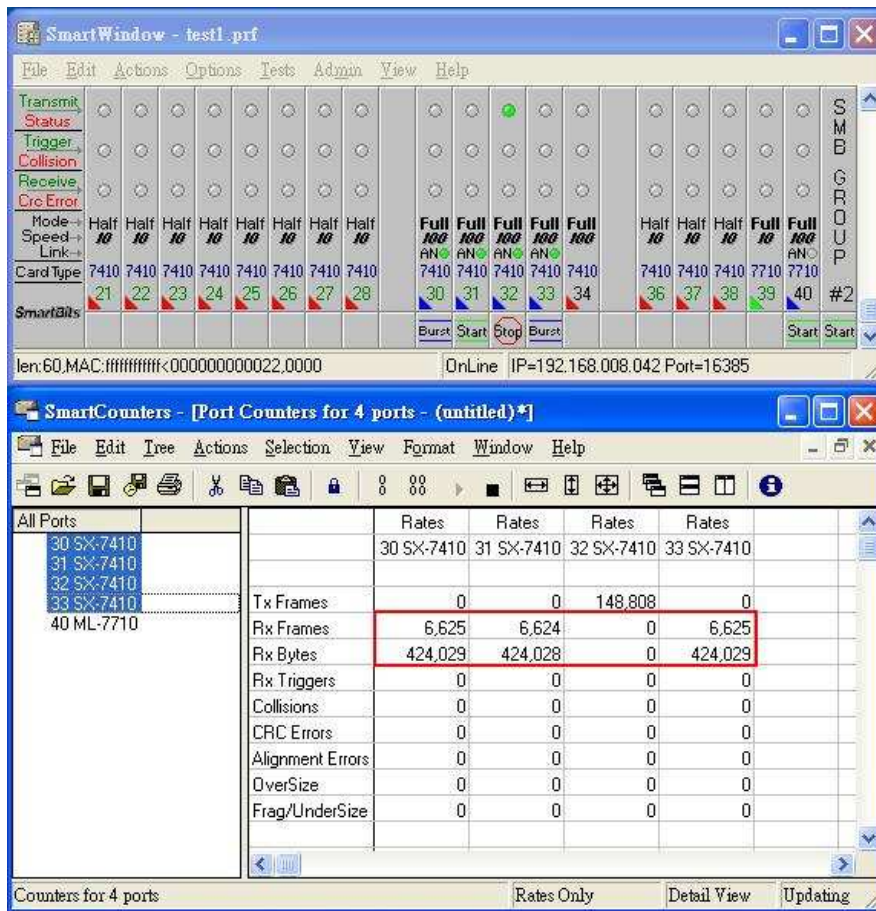 SmartWindow - test1.prf
File Edit Actions Options Tests Admin View Help
Transmit
Status
Trigger
Collision
Receive
Crc Error
Mode Half Half Half Half Half Half Half Half Full Full Full Full Full Half Half Half Full Full
Speed 10 10 10 10 10 10 10 10 100 100 100 100 100 10 10 10 10 100
Link AN AN AN AN AN
Card Type 7410 7410 7410 7410 7410 7410 7410 7410 7410 7410 7410 7410 7410 7410 7410 7410 7710 7710
21 22 23 24 25 26 27 28 30 31 32 33 34 36 37 38 39 40 #2
SmartBits
Burst Start Stop Burst Start Start
SMB GROUP
len:60,MAC:ffffffffffff<000000000022,0000 OnLine IP=192.168.008.042 Port=16385
SmartCounters - [Port Counters for 4 ports - (untitled)*]
File Edit Tree Actions Selection View Format Window Help
All Ports
30 SX-7410
31 SX-7410
32 SX-7410
33 SX-7410
40 ML-7710
Rates Rates Rates Rates
30 SX-7410 31 SX-7410 32 SX-7410 33 SX-7410
Tx Frames 0 0 148,808 0
Rx Frames 6,625 6,624 0 6,625
Rx Bytes 424,029 424,028 0 424,029
Rx Triggers 0 0 0 0
Collisions 0 0 0 0
CRC Errors 0 0 0 0
Alignment Errors 0 0 0 0
OverSize 0 0 0 0
Frag/UnderSize 0 0 0 0
Counters for 4 ports Rates Only Detail View Updating